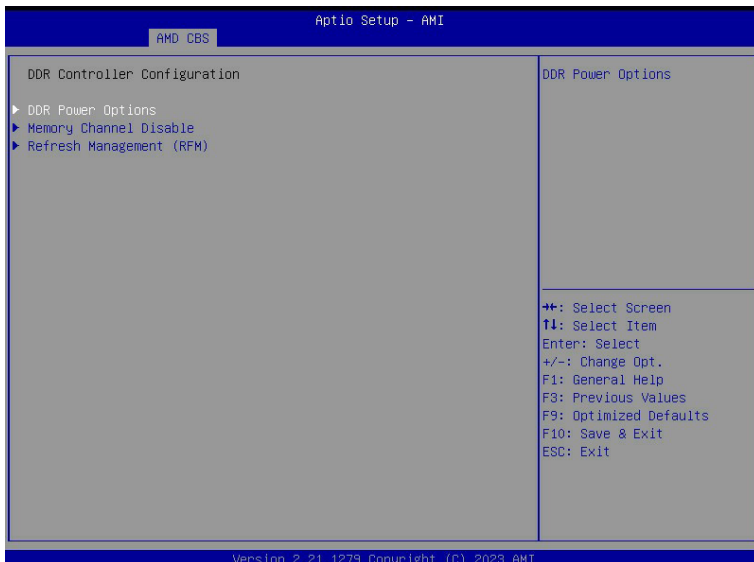 Aptio Setup – AMI
AMD CBS
DDR Controller Configuration
DDR Power Options
Memory Channel Disable
Refresh Management (RFM)
DDR Power Options
→←: Select Screen
↑↓: Select Item
Enter: Select
+/-: Change Opt.
F1: General Help
F3: Previous Values
F9: Optimized Defaults
F10: Save & Exit
ESC: Exit
Version 2.21.1279 Copyright (C) 2023 AMI